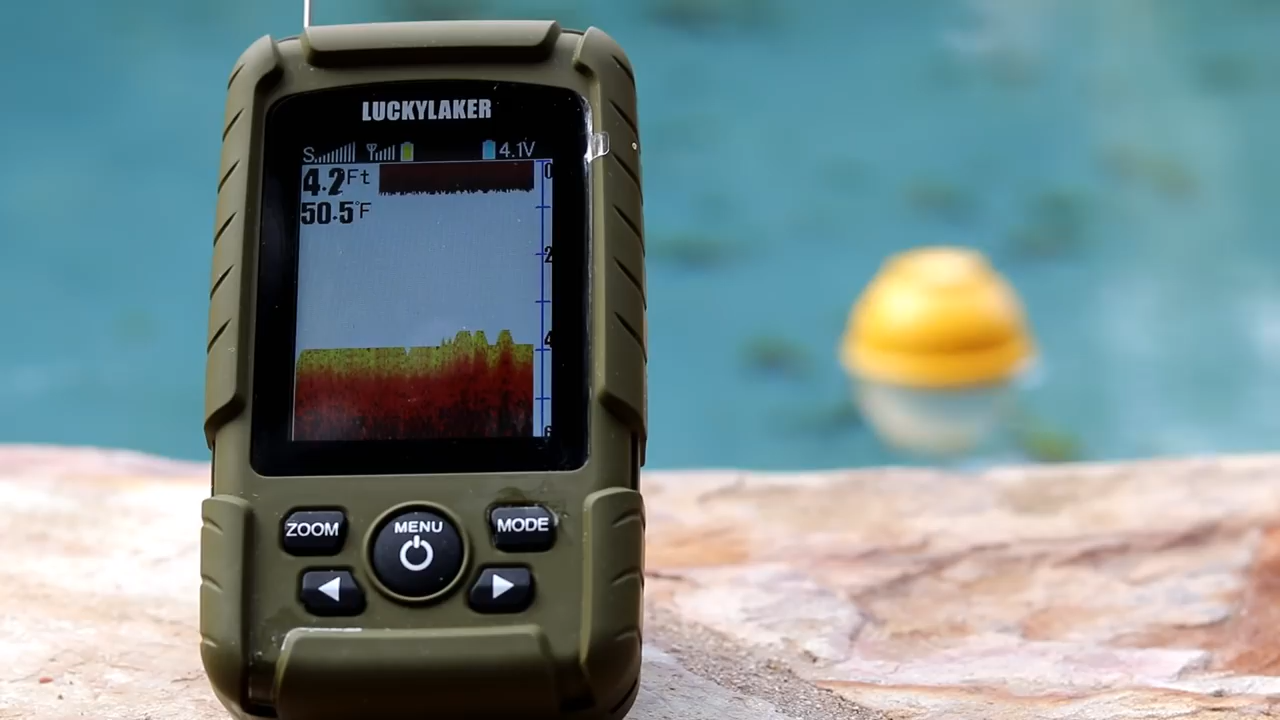 LUCKYLAKER
S 4.1V
4.2Ft 0
50.5°F
2
4
6
ZOOM MENU MODE